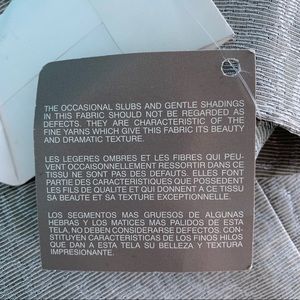 THE OCCASIONAL SLUBS AND GENTLE SHADINGS
IN THIS FABRIC SHOULD NOT BE REGARDED AS
DEFECTS. THEY ARE CHARACTERISTIC OF THE
FINE YARNS WHICH GIVE THIS FABRIC ITS BEAUTY
AND DRAMATIC TEXTURE.
LES LEGERES OMBRES ET LES FIBRES QUI PEU-
VENT OCCAISONNELLEMENT RESSORTIR DANS CE
TISSU NE SONT PAS DES DEFAUTS. ELLES FONT
PARTIE DES CARACTERISTIQUES QUE POSSEDENT
LES FILS DE QUALITE ET QUI DONNENT A CE TISSU
SA BEAUTE ET SA TEXTURE EXCEPTIONNELLE.
LOS SEGMENTOS MAS GRUESOS DE ALGUNAS
HEBRAS Y LOS MATICES MAS PALIDOS DE ESTA
TELA, NO DEBEN CONSIDERARSE DEFECTOS. CON-
STITUYEN CARACTERISTICAS DE LOS FINOS HILOS
QUE DAN A ESTA TELA SU BELLEZA Y TEXTURA
IMPRESIONANTE.